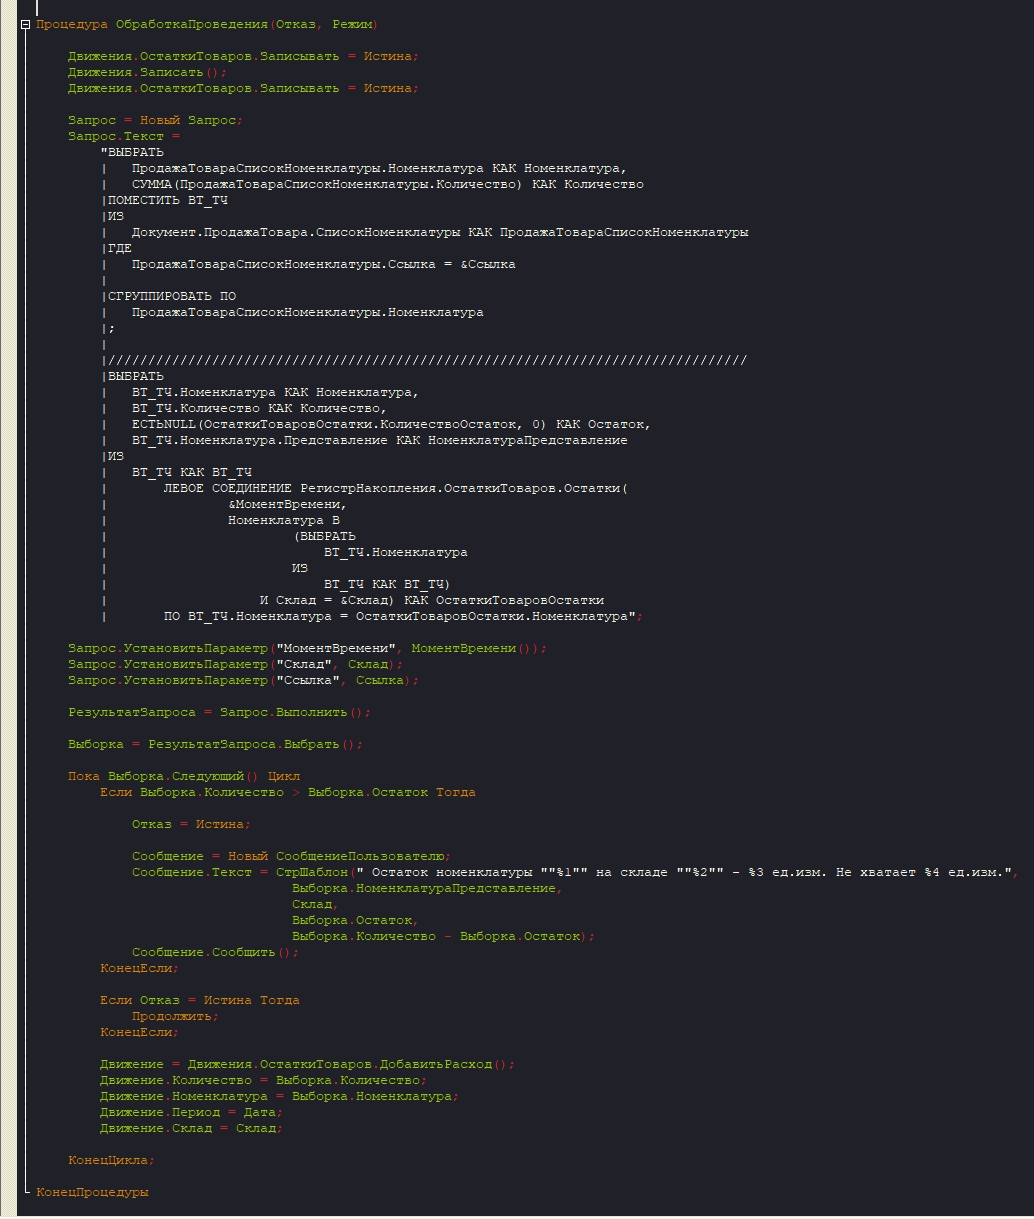 Процедура ОбработкаПроведения(Отказ, Режим)
Движения.ОстаткиТоваров.Записывать = Истина;
Движения.Записать();
Движения.ОстаткиТоваров.Записывать = Истина;
Запрос = Новый Запрос;
Запрос.Текст =
"ВЫБРАТЬ
|	ПродажаТовараСписокНоменклатуры.Номенклатура КАК Номенклатура,
|	СУММА(ПродажаТовараСписокНоменклатуры.Количество) КАК Количество
|ПОМЕСТИТЬ ВТ_ТЧ
|ИЗ
|	Документ.ПродажаТовара.СписокНоменклатуры КАК ПродажаТовараСписокНоменклатуры
|ГДЕ
|	ПродажаТовараСписокНоменклатуры.Ссылка = &Ссылка
|
|СГРУППИРОВАТЬ ПО
|	ПродажаТовараСписокНоменклатуры.Номенклатура
|;
|
|////////////////////////////////////////////////////////////////////////////////
|ВЫБРАТЬ
|	ВТ_ТЧ.Номенклатура КАК Номенклатура,
|	ВТ_ТЧ.Количество КАК Количество,
|	ЕСТЬNULL(ОстаткиТоваровОстатки.КоличествоОстаток, 0) КАК Остаток,
|	ВТ_ТЧ.Номенклатура.Представление КАК НоменклатураПредставление
|ИЗ
|	ВТ_ТЧ КАК ВТ_ТЧ
|		ЛЕВОЕ СОЕДИНЕНИЕ РегистрНакопления.ОстаткиТоваров.Остатки(
|				&МоментВремени,
|				Номенклатура В
|						(ВЫБРАТЬ
|							ВТ_ТЧ.Номенклатура
|						ИЗ
|							ВТ_ТЧ КАК ВТ_ТЧ)
|					И Склад = &Склад) КАК ОстаткиТоваровОстатки
|		ПО ВТ_ТЧ.Номенклатура = ОстаткиТоваровОстатки.Номенклатура";
Запрос.УстановитьПараметр("МоментВремени", МоментВремени());
Запрос.УстановитьПараметр("Склад", Склад);
Запрос.УстановитьПараметр("Ссылка", Ссылка);
РезультатЗапроса = Запрос.Выполнить();
Выборка = РезультатЗапроса.Выбрать();
Пока Выборка.Следующий() Цикл
Если Выборка.Количество > Выборка.Остаток Тогда
Отказ = Истина;
Сообщение = Новый СообщениеПользователю;
Сообщение.Текст = СтрШаблон(" Остаток номенклатуры ""%1"" на складе ""%2"" - %3 ед.изм. Не хватает %4 ед.изм.",
Выборка.НоменклатураПредставление,
Склад,
Выборка.Остаток,
Выборка.Количество - Выборка.Остаток);
Сообщение.Сообщить();
КонецЕсли;
Если Отказ = Истина Тогда
Продолжить;
КонецЕсли;
Движение = Движения.ОстаткиТоваров.ДобавитьРасход();
Движение.Количество = Выборка.Количество;
Движение.Номенклатура = Выборка.Номенклатура;
Движение.Период = Дата;
Движение.Склад = Склад;
КонецЦикла;
КонецПроцедуры